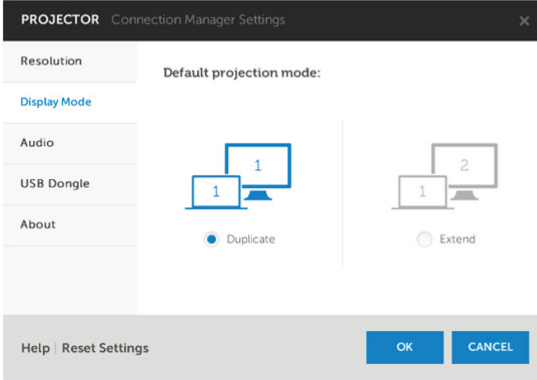 PROJECTOR Connection Manager Settings ×
Resolution
Display Mode
Audio
USB Dongle
About
Default projection mode:
1
1
Duplicate
2
1
Extend
Help | Reset Settings
OK
CANCEL